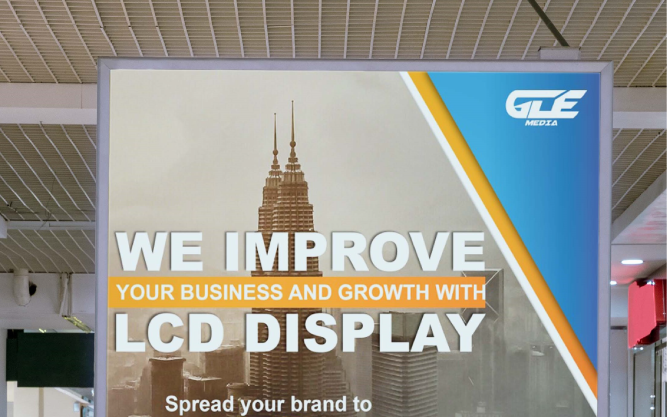 GLE
MEDIA
WE IMPROVE
YOUR BUSINESS AND GROWTH WITH
LCD DISPLAY
Spread your brand to